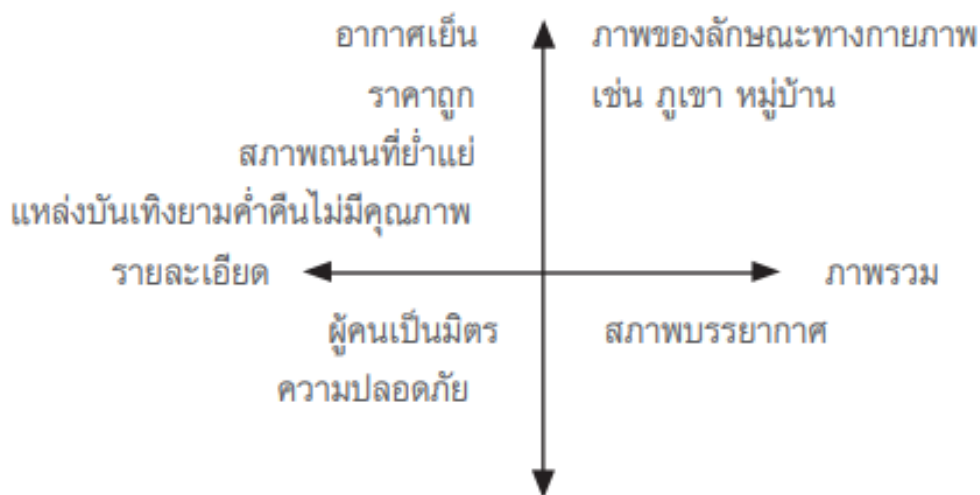 อากาศเย็น
ภาพของลักษณะทางกายภาพ
ราคาถูก
เช่น ภูเขา หมู่บ้าน
สภาพถนนที่ย่ำแย่
แหล่งบันเทิงยามค่ำคืนไม่มีคุณภาพ
รายละเอียด
ภาพรวม
ผู้คนเป็นมิตร
สภาพบรรยากาศ
ความปลอดภัย